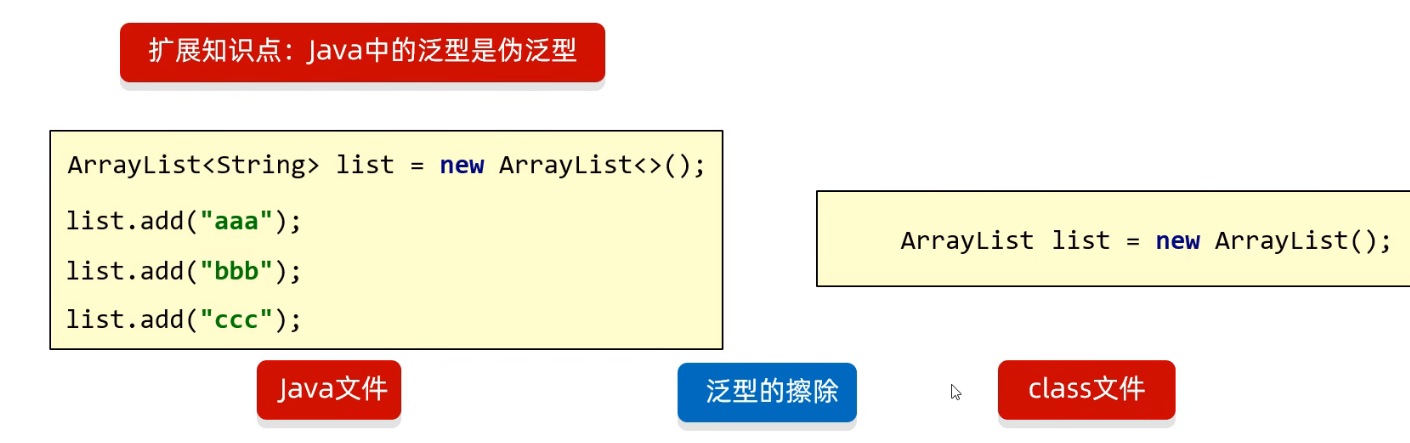 扩展知识点：Java中的泛型是伪泛型
ArrayList<String> list = new ArrayList<>();
list.add("aaa");
list.add("bbb");
list.add("ccc");
ArrayList list = new ArrayList();
Java文件
泛型的擦除
class文件